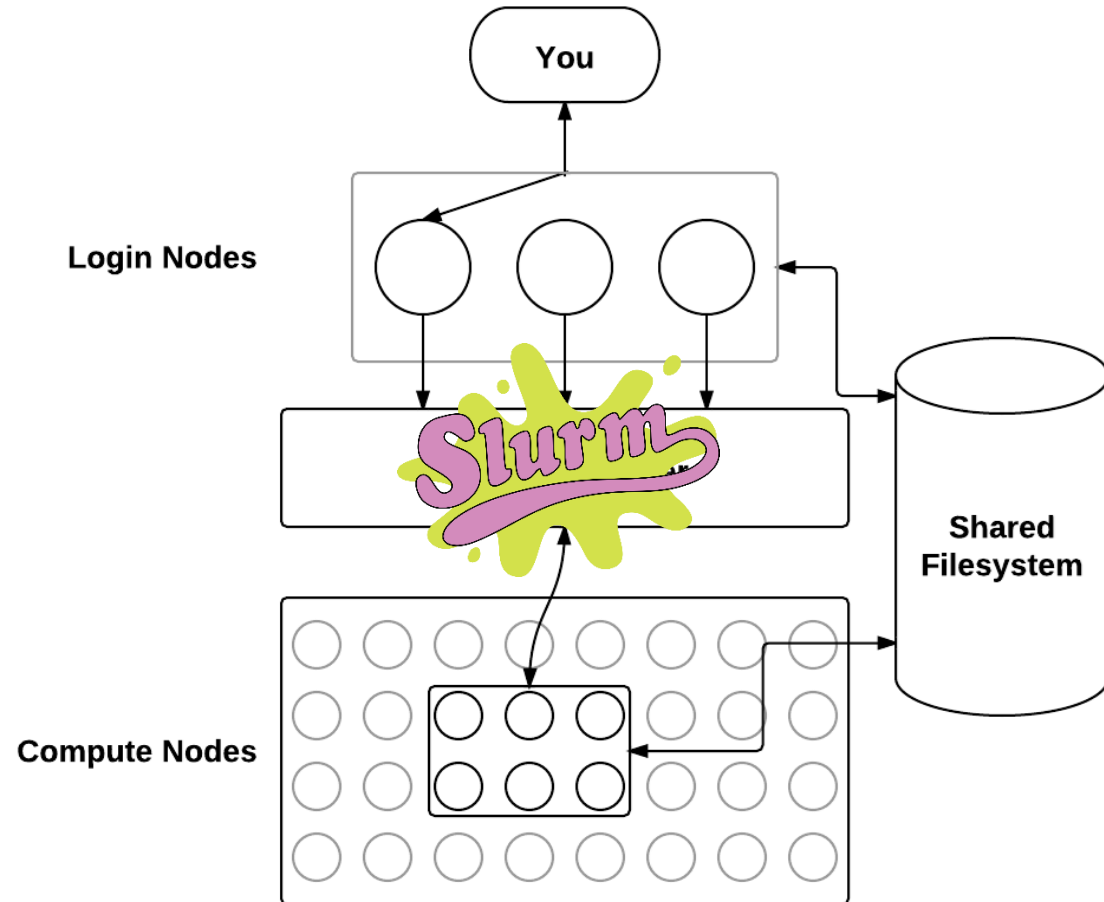 You
Login Nodes
Slurm
Shared
Filesystem
Compute Nodes